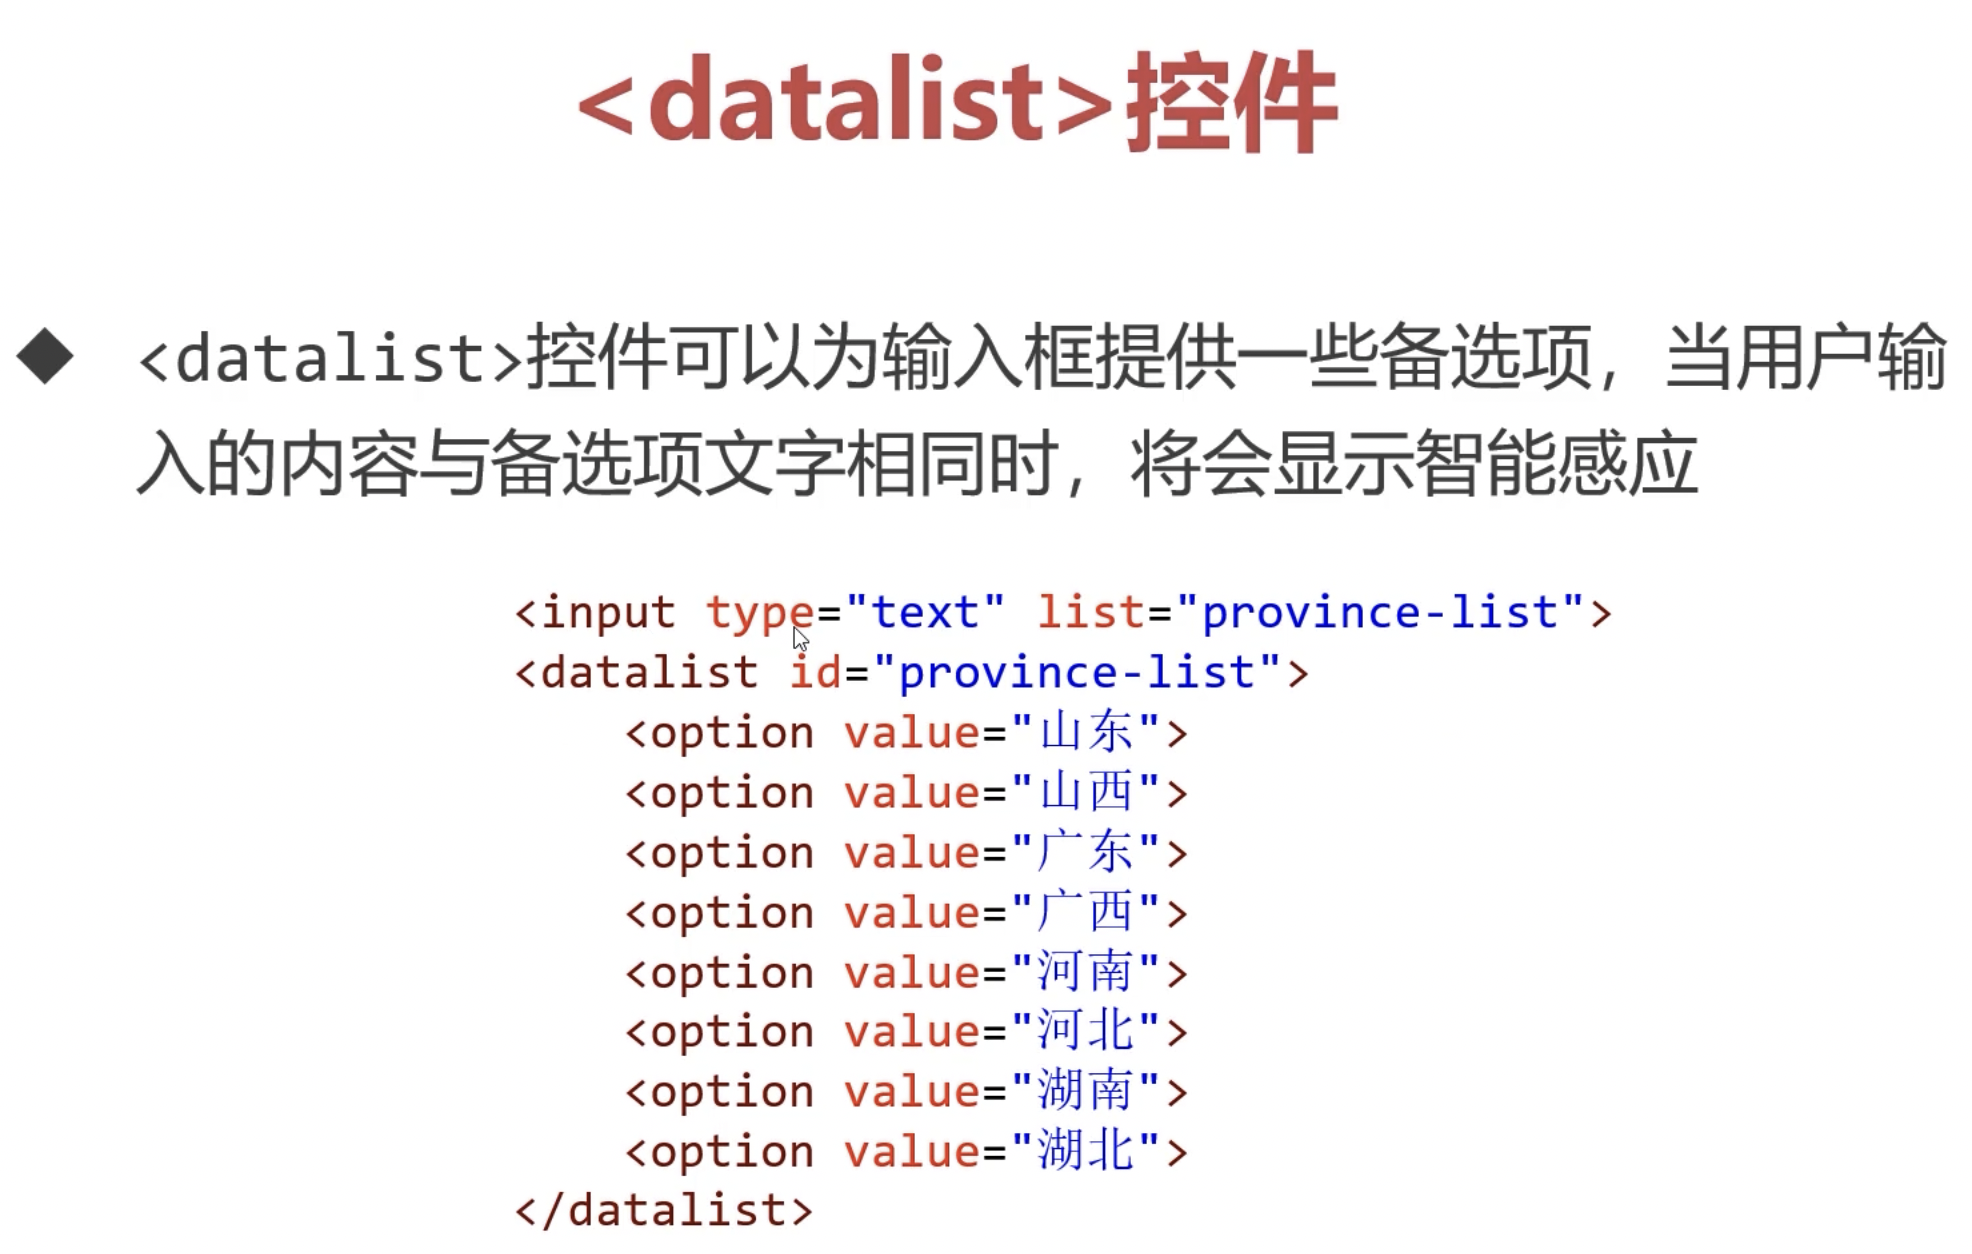 <datalist>控件
◆ <datalist>控件可以为输入框提供一些备选项，当用户输
入的内容与备选项文字相同时，将会显示智能感应
<input type="text" list="province-list">
<datalist id="province-list">
<option value="山东">
<option value="山西">
<option value="广东">
<option value="广西">
<option value="河南">
<option value="河北">
<option value="湖南">
<option value="湖北">
</datalist>